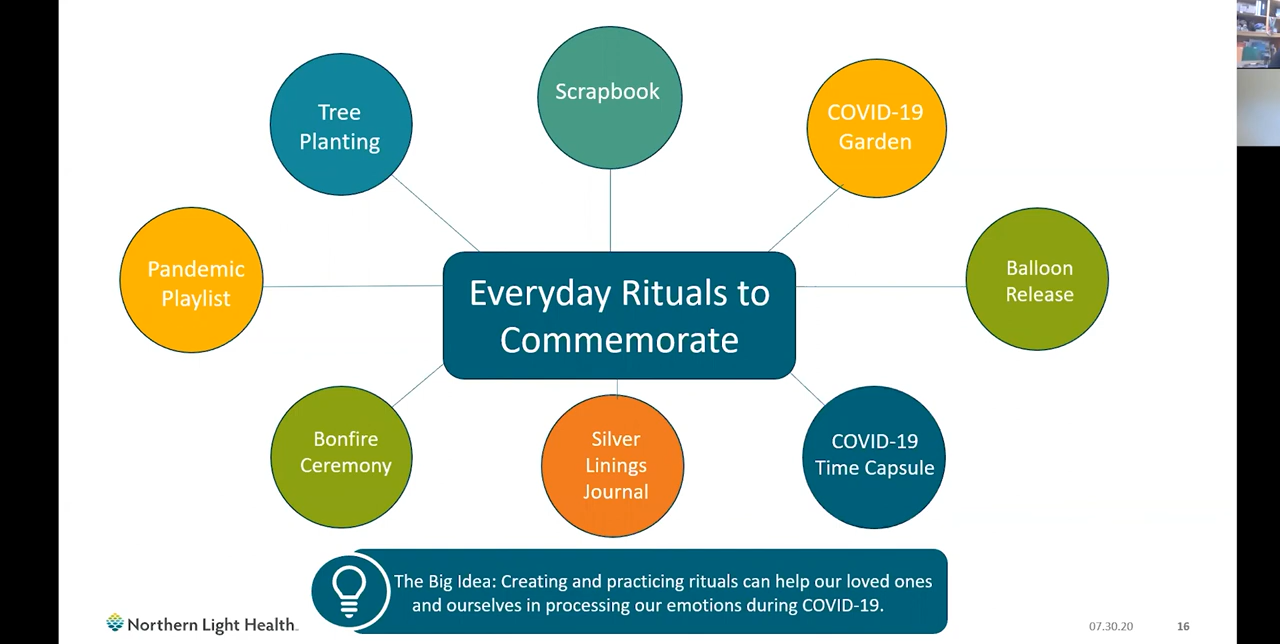 Scrapbook
Tree
Planting
COVID-19
Garden
Pandemic
Playlist
Everyday Rituals to
Commemorate
Balloon
Release
Bonfire
Ceremony
Silver
Linings
Journal
COVID-19
Time Capsule
The Big Idea: Creating and practicing rituals can help our loved ones
and ourselves in processing our emotions during COVID-19.
Northern Light Health
07.30.20
16